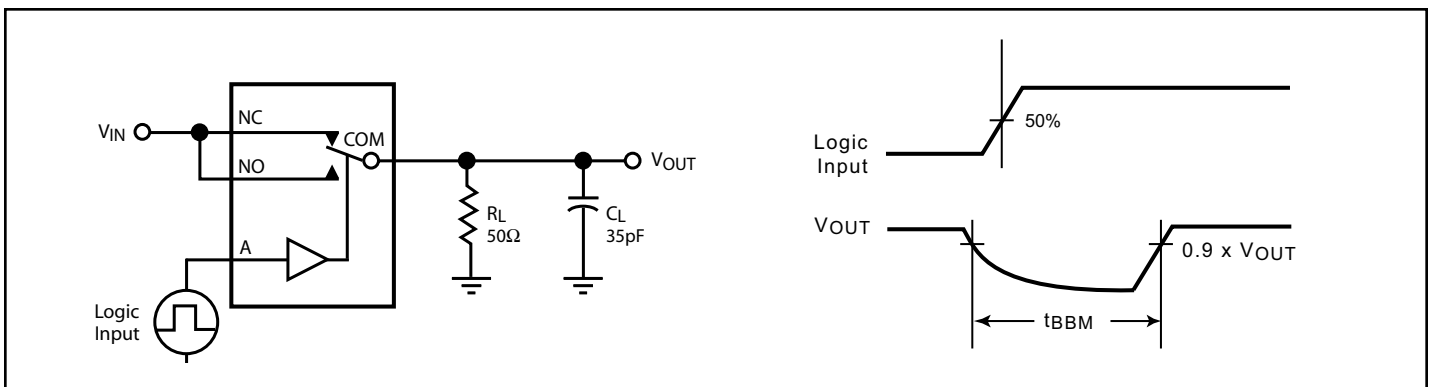 VIN
NC
NO
COM
A
Logic
Input
RL
50Ω
CL
35pF
VOUT
Logic
Input
50%
VOUT
0.9 x VOUT
tBBM